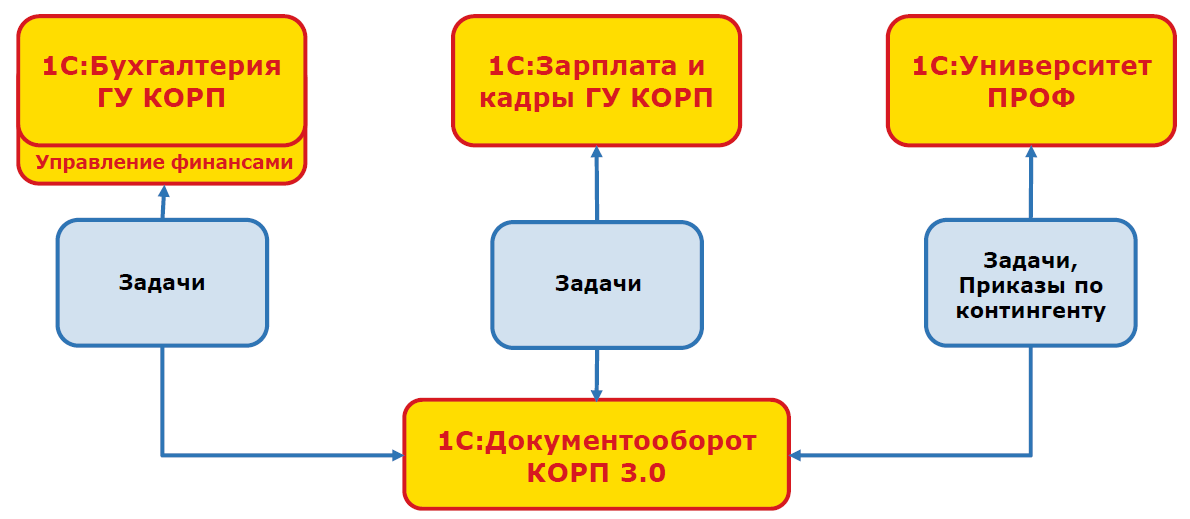 1С:Бухгалтерия
ГУ КОРП
Управление финансами
1С:Зарплата и
кадры ГУ КОРП
1С:Университет
ПРОФ
Задачи
Задачи
Задачи,
Приказы по
контингенту
1С:Документооборот
КОРП 3.0